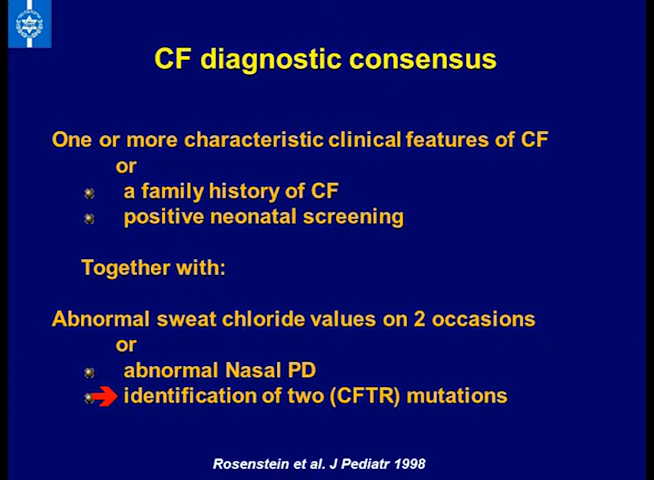 CF diagnostic consensus
One or more characteristic clinical features of CF
or
a family history of CF
positive neonatal screening
Together with:
Abnormal sweat chloride values on 2 occasions
or
abnormal Nasal PD
identification of two (CFTR) mutations
Rosenstein et al. J Pediatr 1998